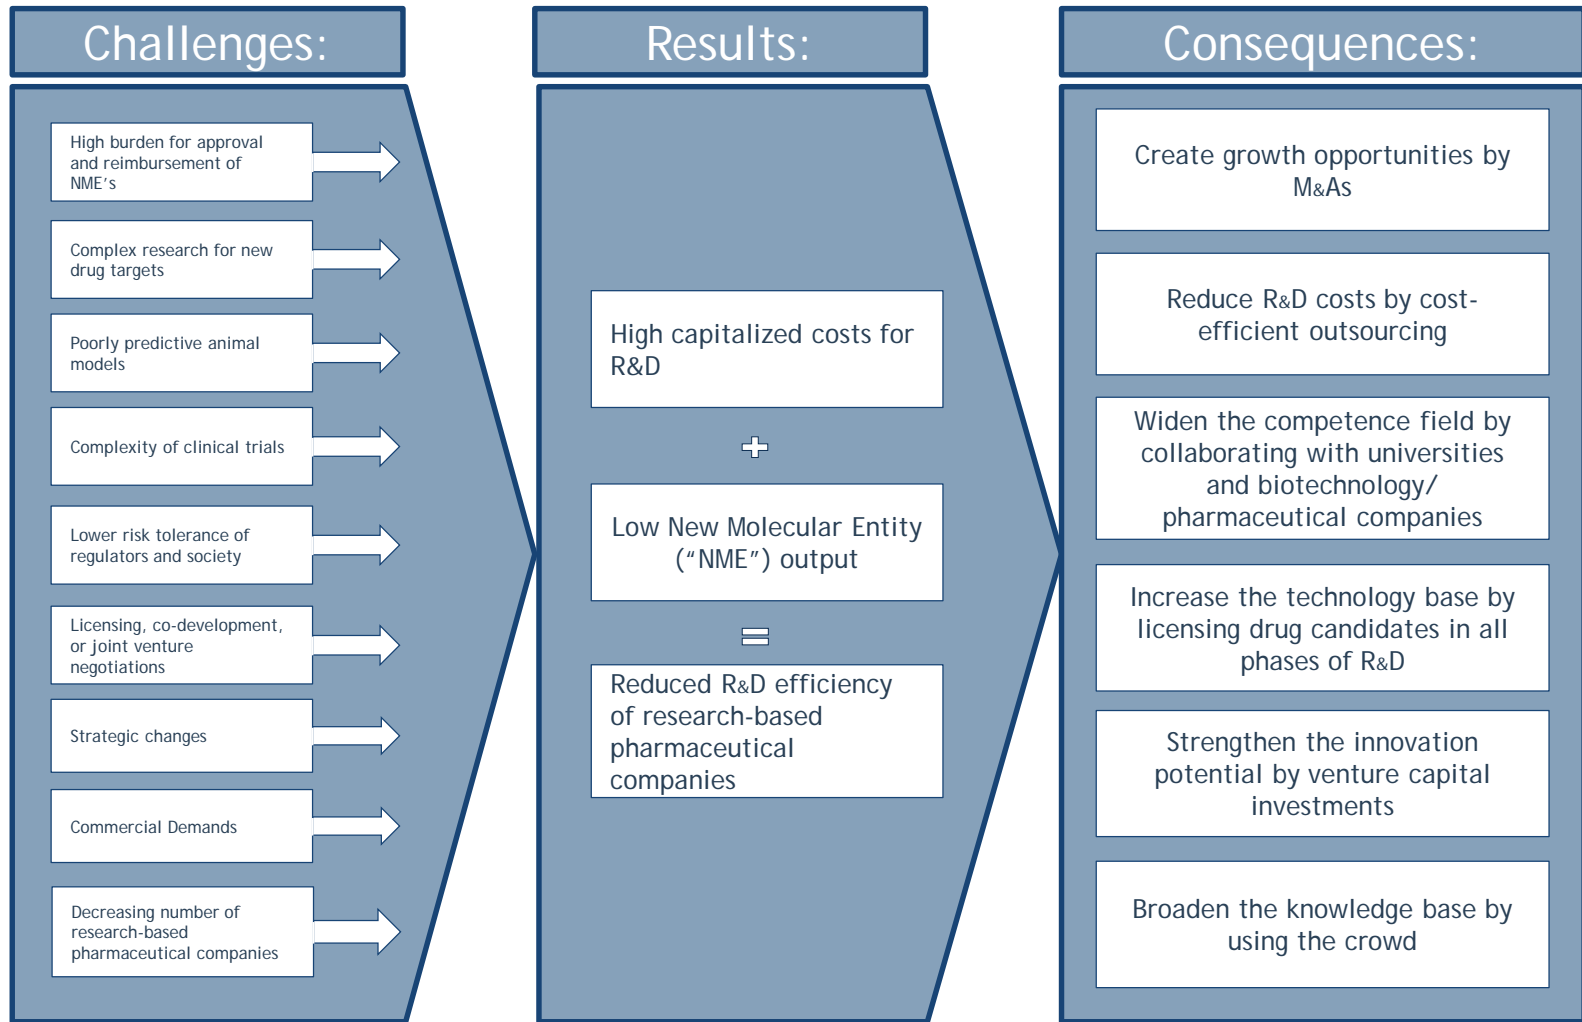 Challenges:
High burden for approval
and reimbursement of
NME's
Complex research for new
drug targets
Poorly predictive animal
models
Complexity of clinical trials
Lower risk tolerance of
regulators and society
Licensing, co-development,
or joint venture
negotiations
Strategic changes
Commercial Demands
Decreasing number of
research-based
pharmaceutical companies
Results:
High capitalized costs for
R&D
+
Low New Molecular Entity
(“NME”) output
=
Reduced R&D efficiency
of research-based
pharmaceutical
companies
Consequences:
Create growth opportunities by
M&As
Reduce R&D costs by cost-
efficient outsourcing
Widen the competence field by
collaborating with universities
and biotechnology/
pharmaceutical companies
Increase the technology base by
licensing drug candidates in all
phases of R&D
Strengthen the innovation
potential by venture capital
investments
Broaden the knowledge base by
using the crowd